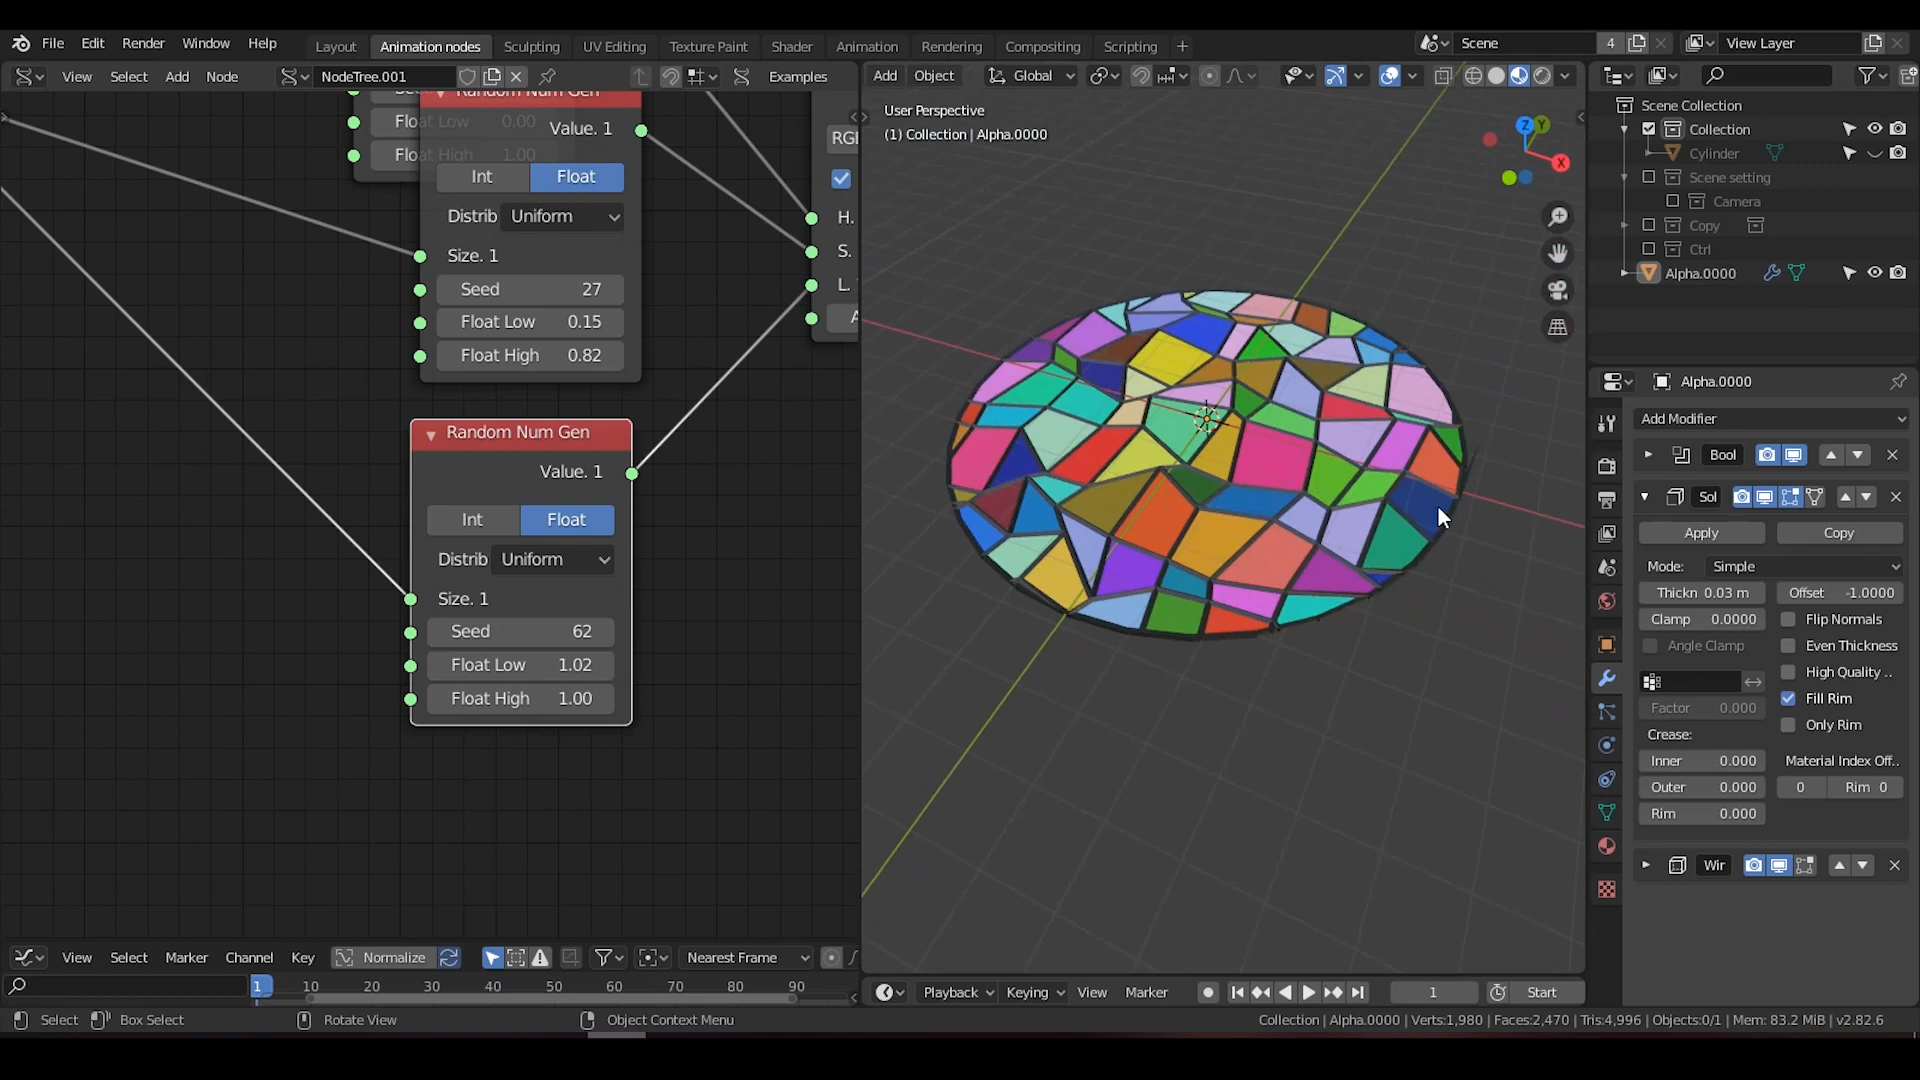 File Edit Render Window Help Layout Animation nodes Sculpting UV Editing Texture Paint Shader Animation Rendering Compositing Scripting Scene 4 View Layer
View Select Add Node NodeTree.001 Examples Add Object Global
User Perspective
(1) Collection | Alpha.0000
Random Num Gen
Float Low 0.00
Float High 1.00
Value. 1
Int Float
Distrib Uniform
Size. 1
Seed 27
Float Low 0.15
Float High 0.82
H.
S.
L.
Random Num Gen
Value. 1
Int Float
Distrib Uniform
Size. 1
Seed 62
Float Low 1.02
Float High 1.00
Z Y
X
Scene Collection
Collection
Cylinder
Scene setting
Camera
Copy
Ctrl
Alpha.0000
Alpha.0000
Add Modifier
Bool
Sol
Apply Copy
Mode: Simple
Thickn 0.03 m Offset -1.0000
Clamp 0.0000 Flip Normals
Angle Clamp Even Thickness
High Quality ..
Factor 0.000 Fill Rim
Only Rim
Crease:
Inner 0.000 Material Index Off..
Outer 0.000 0 Rim 0
Rim 0.000
Wir
View Select Marker Channel Key Normalize Nearest Frame
1 10 20 30 40 50 60 70 80 90
Playback Keying View Marker 1 Start
Select Box Select Rotate View Object Context Menu
Collection | Alpha.0000 | Verts:1,980 | Faces:2,470 | Tris:4,996 | Objects:0/1 | Mem: 83.2 MiB | v2.82.6